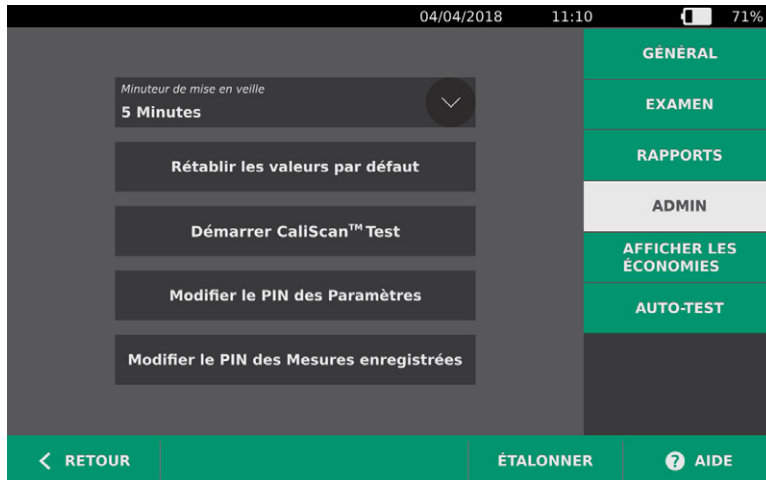 04/04/2018 11:10 71%
Minuteur de mise en veille
5 Minutes
Rétablir les valeurs par défaut
Démarrer CaliScan™ Test
Modifier le PIN des Paramètres
Modifier le PIN des Mesures enregistrées
GÉNÉRAL
EXAMEN
RAPPORTS
ADMIN
AFFICHER LES
ÉCONOMIES
AUTO-TEST
RETOUR
ÉTALONNER
? AIDE